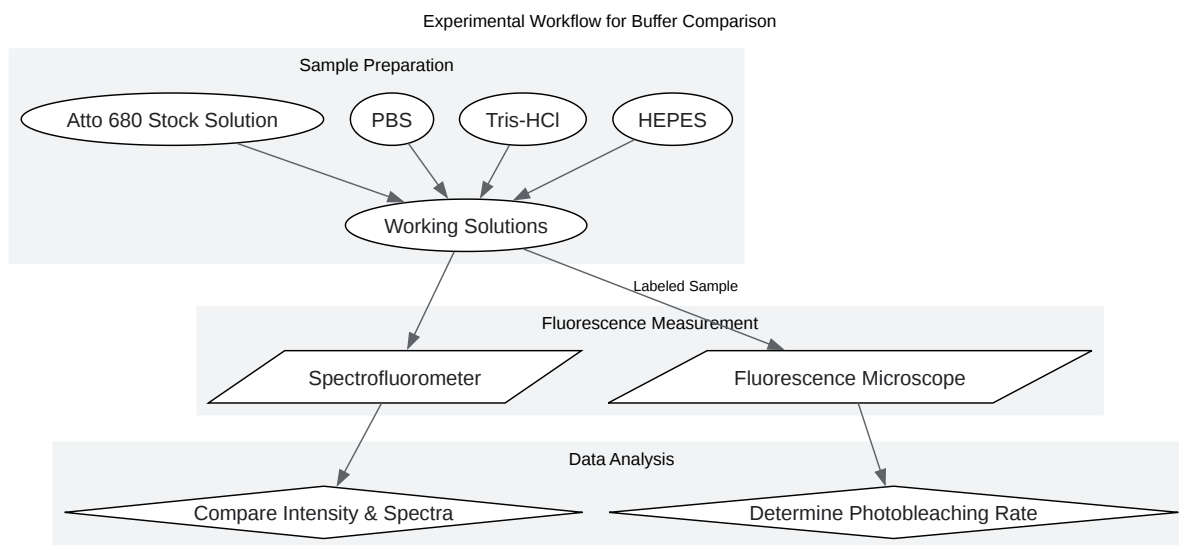 Experimental Workflow for Buffer Comparison
Sample Preparation
Atto 680 Stock Solution
PBS
Tris-HCl
HEPES
Working Solutions
Labeled Sample
Fluorescence Measurement
Spectrofluorometer
Fluorescence Microscope
Data Analysis
Compare Intensity & Spectra
Determine Photobleaching Rate